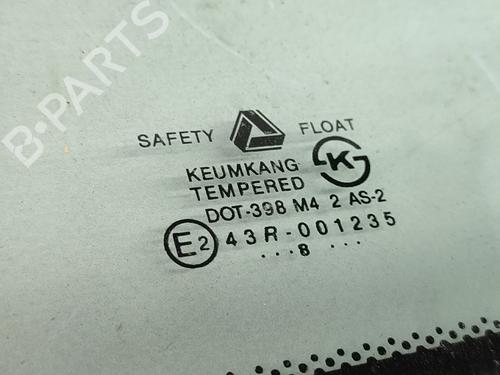 B-PARTS
SAFETY FLOAT
KEUMKANG
TEMPERED
K
DOT-398 M4 2 AS-2
E2 43R-001235
...8...